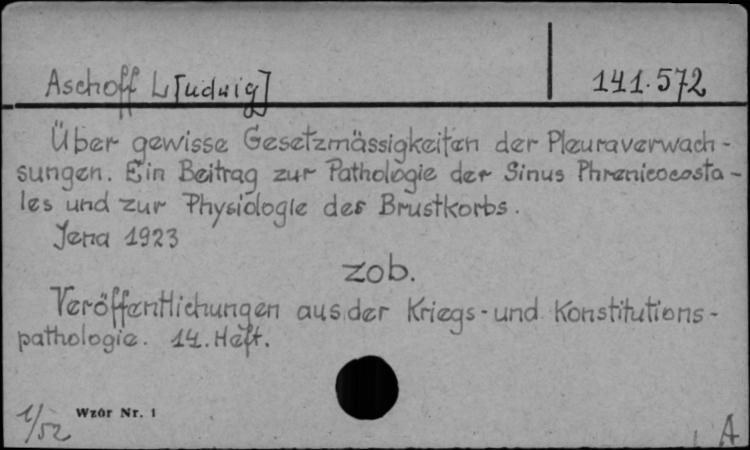 Aschoff L[udwig]
141.572
Über gewisse Gesetzmässigkeiten der Pleuraverwach-
sungen. Ein Beitrag zur Pathologie der Sinus Phrenicocosta-
les und zur Physiologie des Brustkorbs.
Jena 1923
zob.
Veröffentlichungen aus der Kriegs- und Konstitutions-
pathologie. 14. Heft.
1/52 Wzór Nr. 1
A